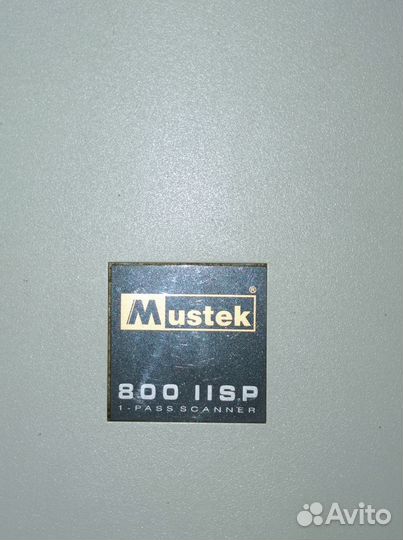 Mustek®
800 IISP
1-PASS SCANNER
Avito